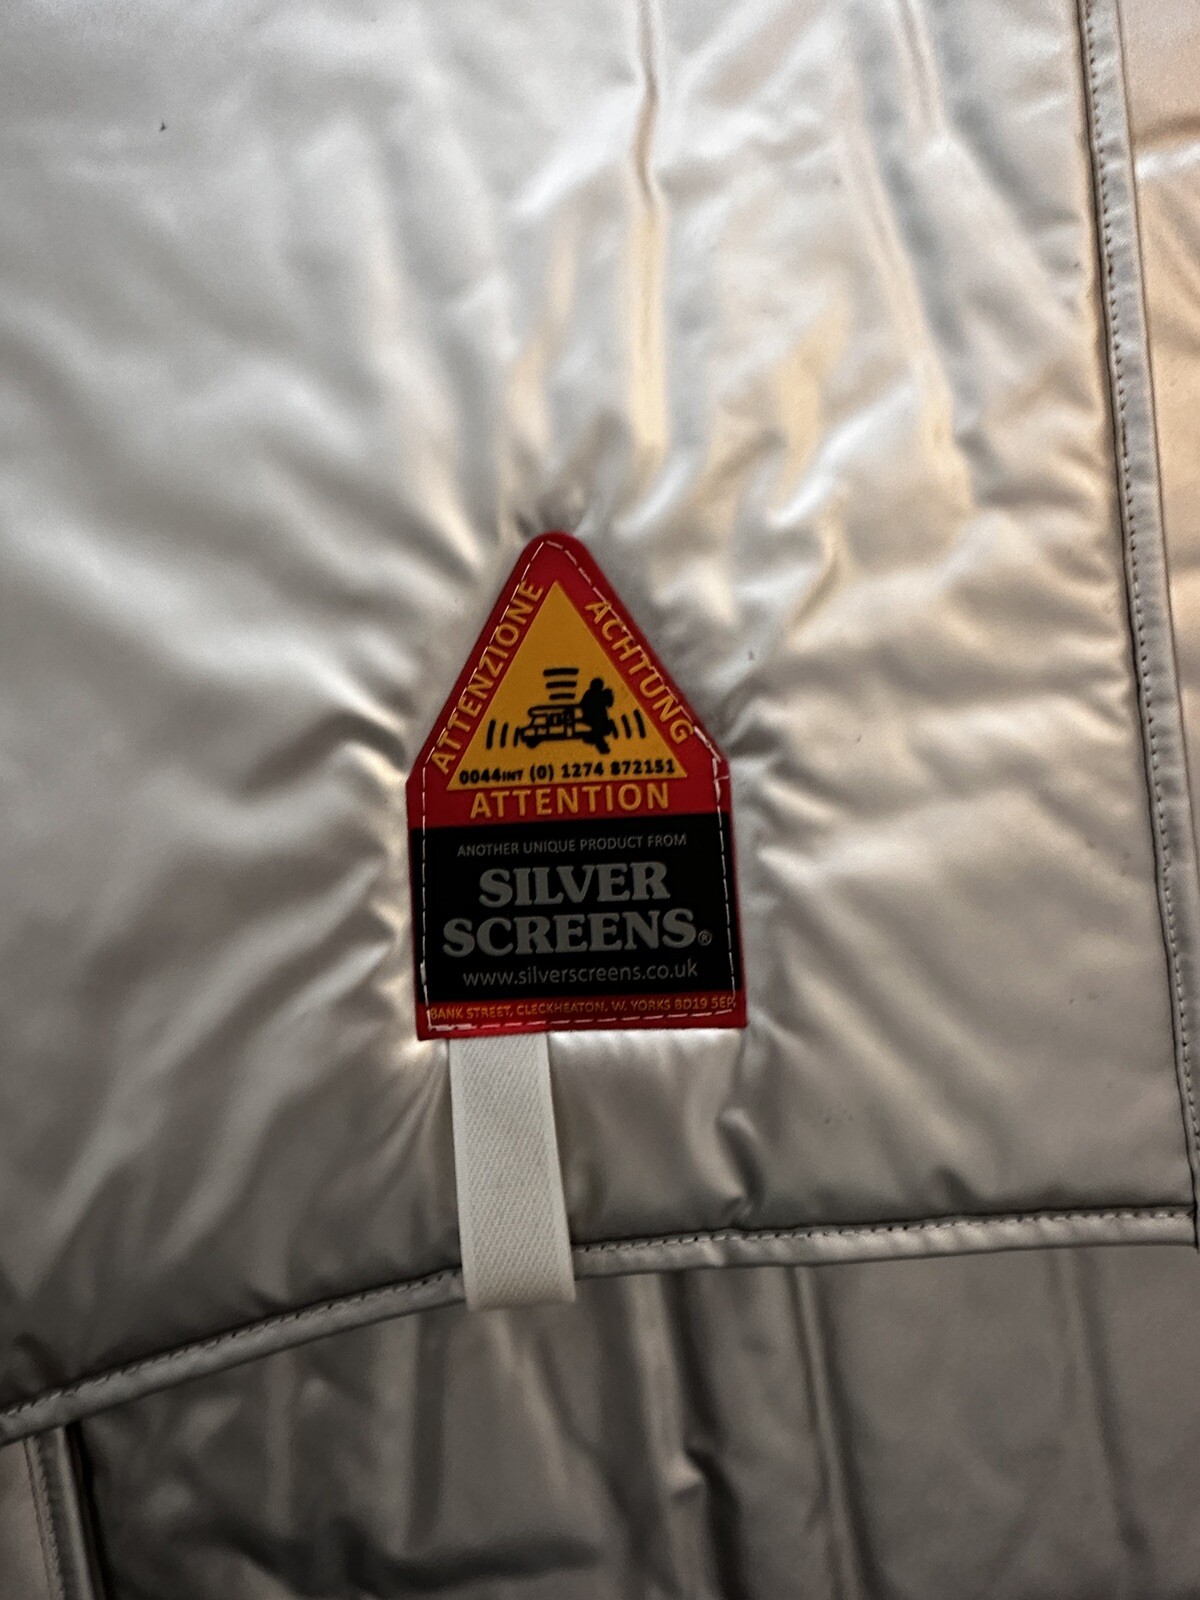 ATTENZIONE
ACHTUNG
0044INT (0) 1274 872151
ATTENTION
ANOTHER UNIQUE PRODUCT FROM
SILVER
SCREENS®
www.silverscreens.co.uk
BANK STREET, CLECKHEATON. W. YORKS BD19 5EP